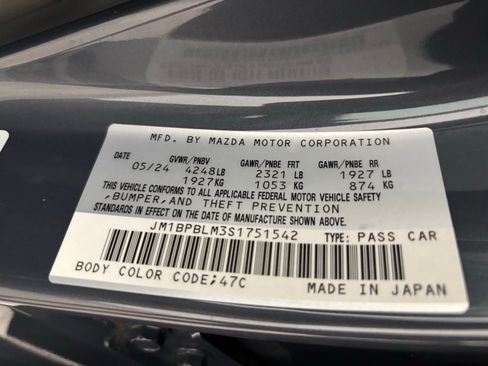 MFD. BY MAZDA MOTOR CORPORATION
DATE GVWR/PNBV GAWR/PNBE FRT GAWR/PNBE RR
05/24 4248LB 2321 LB 1927 LB
1927KG 1053 KG 874 KG
THIS VEHICLE CONFORMS TO ALL APPLICABLE FEDERAL MOTOR VEHICLE SAFETY
,BUMPER,AND THEFT PREVENTION
STANDARDS IN EFFECT ON THE DATE OF MANUFACTURE SHOWN ABOVE.
JM1BPBLM3S1751542 TYPE: PASS CAR
BODY COLOR CODE;47C
MADE IN JAPAN